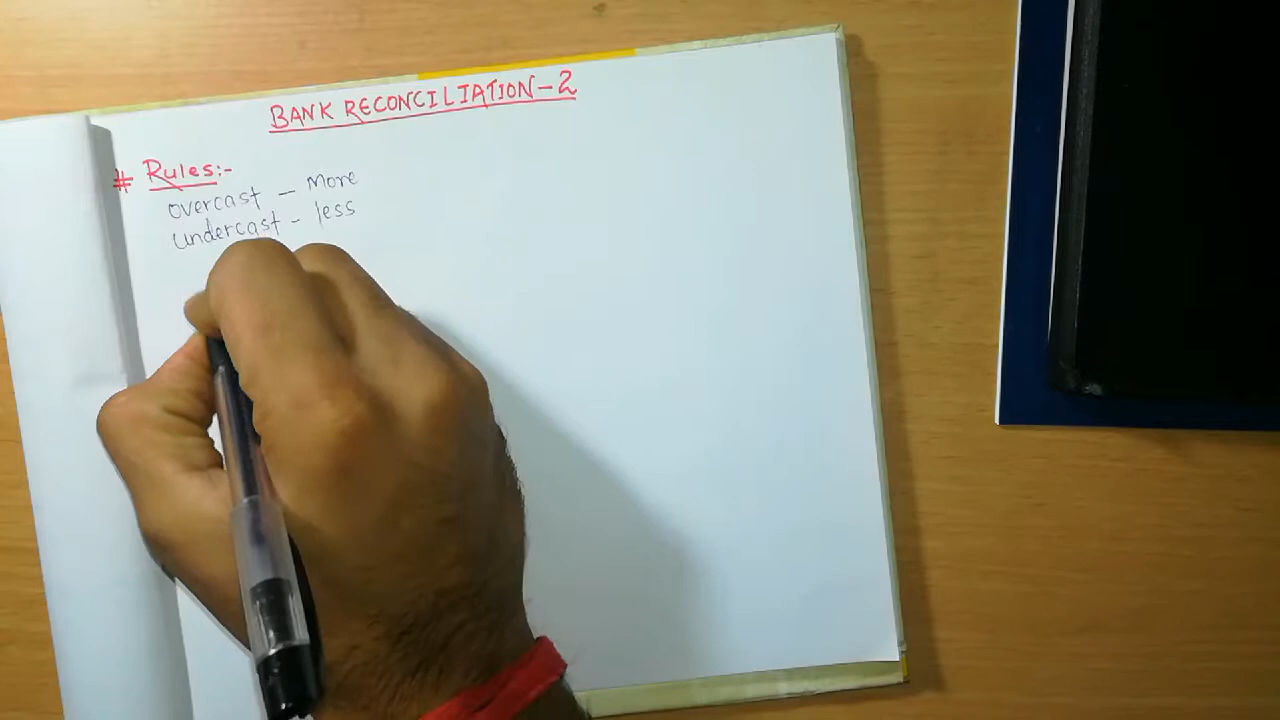 BANK RECONCILIATION-2
# Rules:-
overcast - More
undercast - less